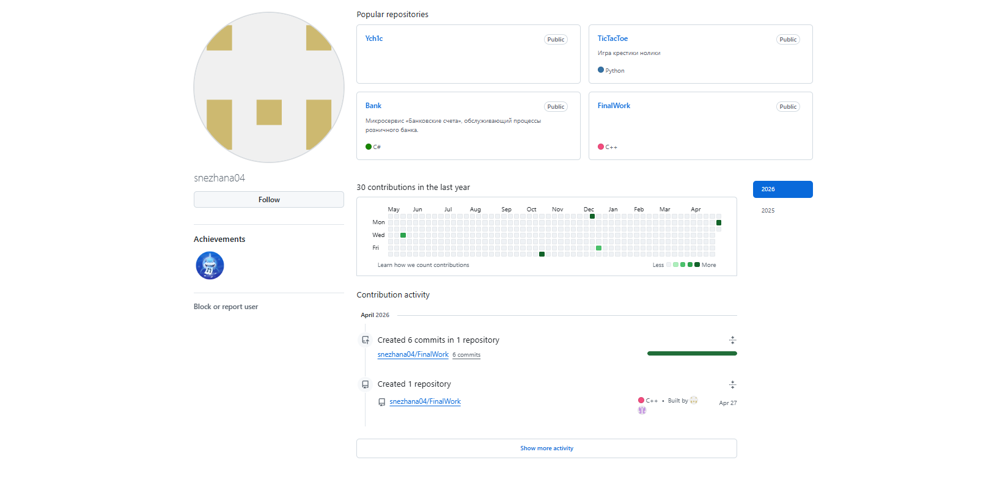 snezhana04
Follow
Achievements
Block or report user
Popular repositories
Ych1c
Public
TicTacToe
Public
Игра крестики нолики
Python
Bank
Public
Микросервис «Банковские счета», обслуживающий процессы
розничного банка.
C#
FinalWork
Public
C++
30 contributions in the last year
2026
2025
May Jun Jul Aug Sep Oct Nov Dec Jan Feb Mar Apr
Mon
Wed
Fri
Learn how we count contributions
Less More
Contribution activity
April 2026
Created 6 commits in 1 repository
snezhana04/FinalWork 6 commits
Created 1 repository
snezhana04/FinalWork
C++ • Built by
Apr 27
Show more activity